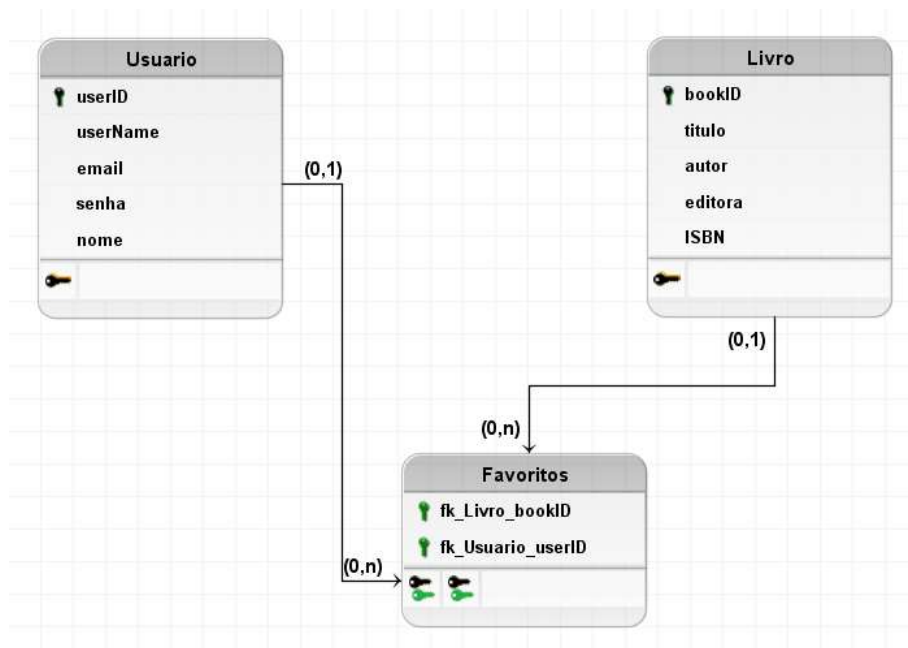 Usuario
userID
userName
email
senha
nome
(0,1)
Livro
bookID
titulo
autor
editora
ISBN
(0,1)
(0,n)
Favoritos
fk_Livro_bookID
fk_Usuario_userID
(0,n)